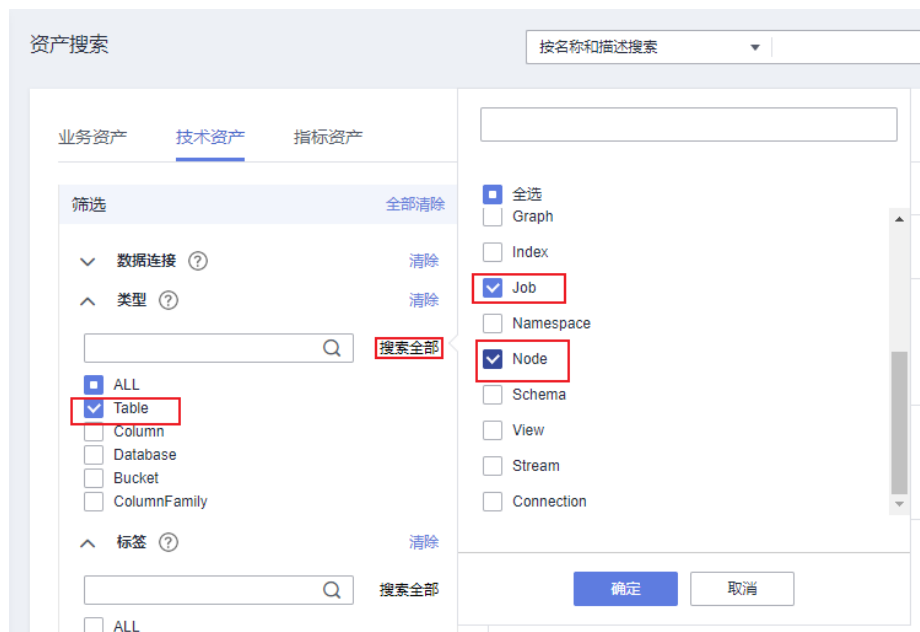 资产搜索
按名称和描述搜索
业务资产 技术资产 指标资产
筛选 全部清除
数据连接 ? 清除
类型 ? 清除
搜索全部
ALL
Table
Column
Database
Bucket
ColumnFamily
标签 ? 清除
搜索全部
ALL
全选
Graph
Index
Job
Namespace
Node
Schema
View
Stream
Connection
确定 取消